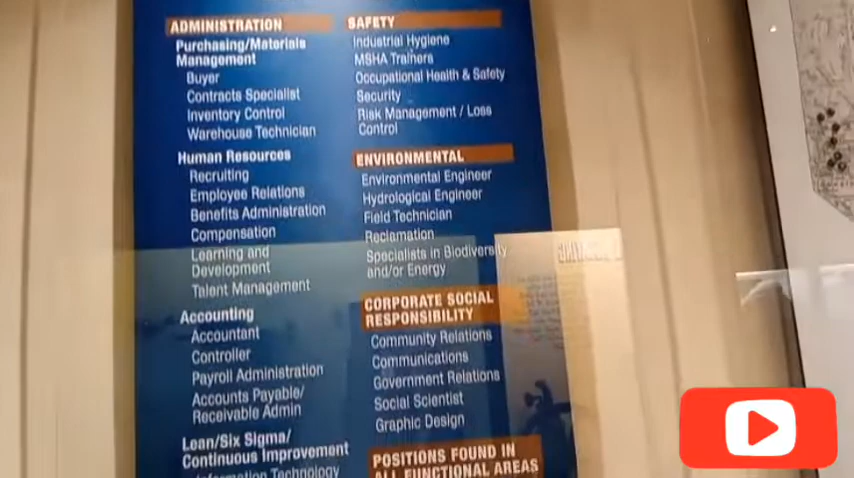 ADMINISTRATION
Purchasing/Materials
Management
Buyer
Contracts Specialist
Inventory Control
Warehouse Technician
Human Resources
Recruiting
Employee Relations
Benefits Administration
Compensation
Learning and
Development
Talent Management
Accounting
Accountant
Controller
Payroll Administration
Accounts Payable/
Receivable Admin
Lean/Six Sigma/
Continuous Improvement
Information Technology
SAFETY
Industrial Hygiene
MSHA Trainers
Occupational Health & Safety
Security
Risk Management / Loss
Control
ENVIRONMENTAL
Environmental Engineer
Hydrological Engineer
Field Technician
Reclamation
Specialists in Biodiversity
and/or Energy
CORPORATE SOCIAL
RESPONSIBILITY
Community Relations
Communications
Government Relations
Social Scientist
Graphic Design
POSITIONS FOUND IN
ALL FUNCTIONAL AREAS